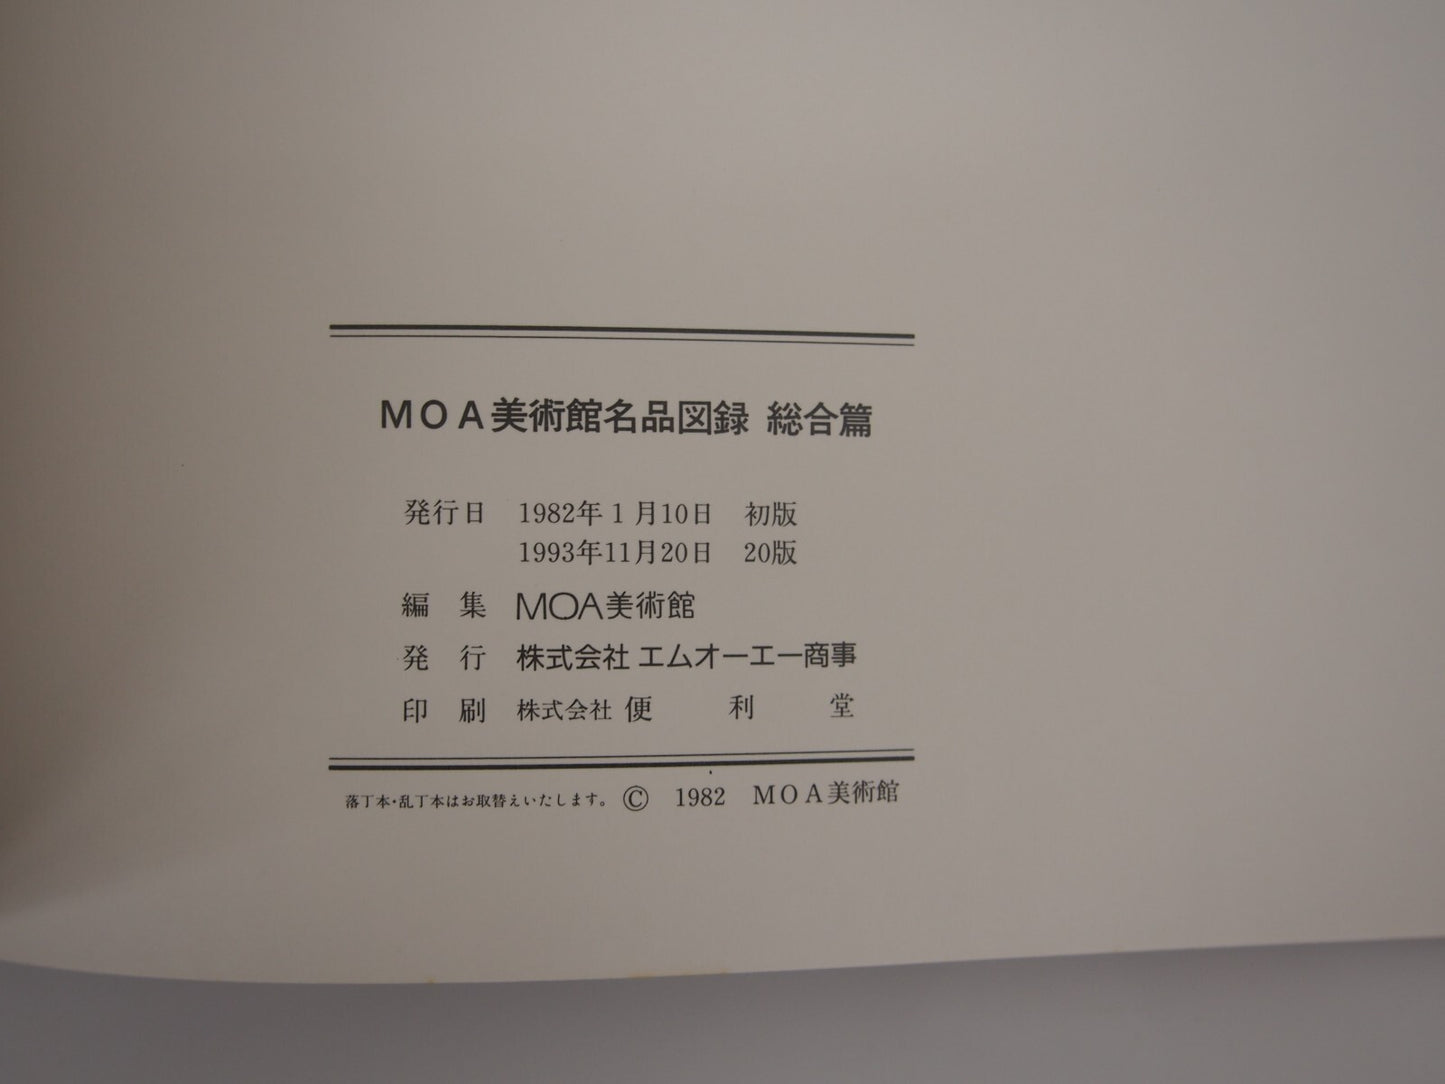 MOA美術館名品図録 総合篇
発行日 1982年1月10日 初版
1993年11月20日 20版
編 集 MOA美術館
発 行 株式会社 エムオーエー商事
印 刷 株式会社 便 利 堂
落丁本・乱丁本はお取替えいたします。 © 1982 MOA美術館